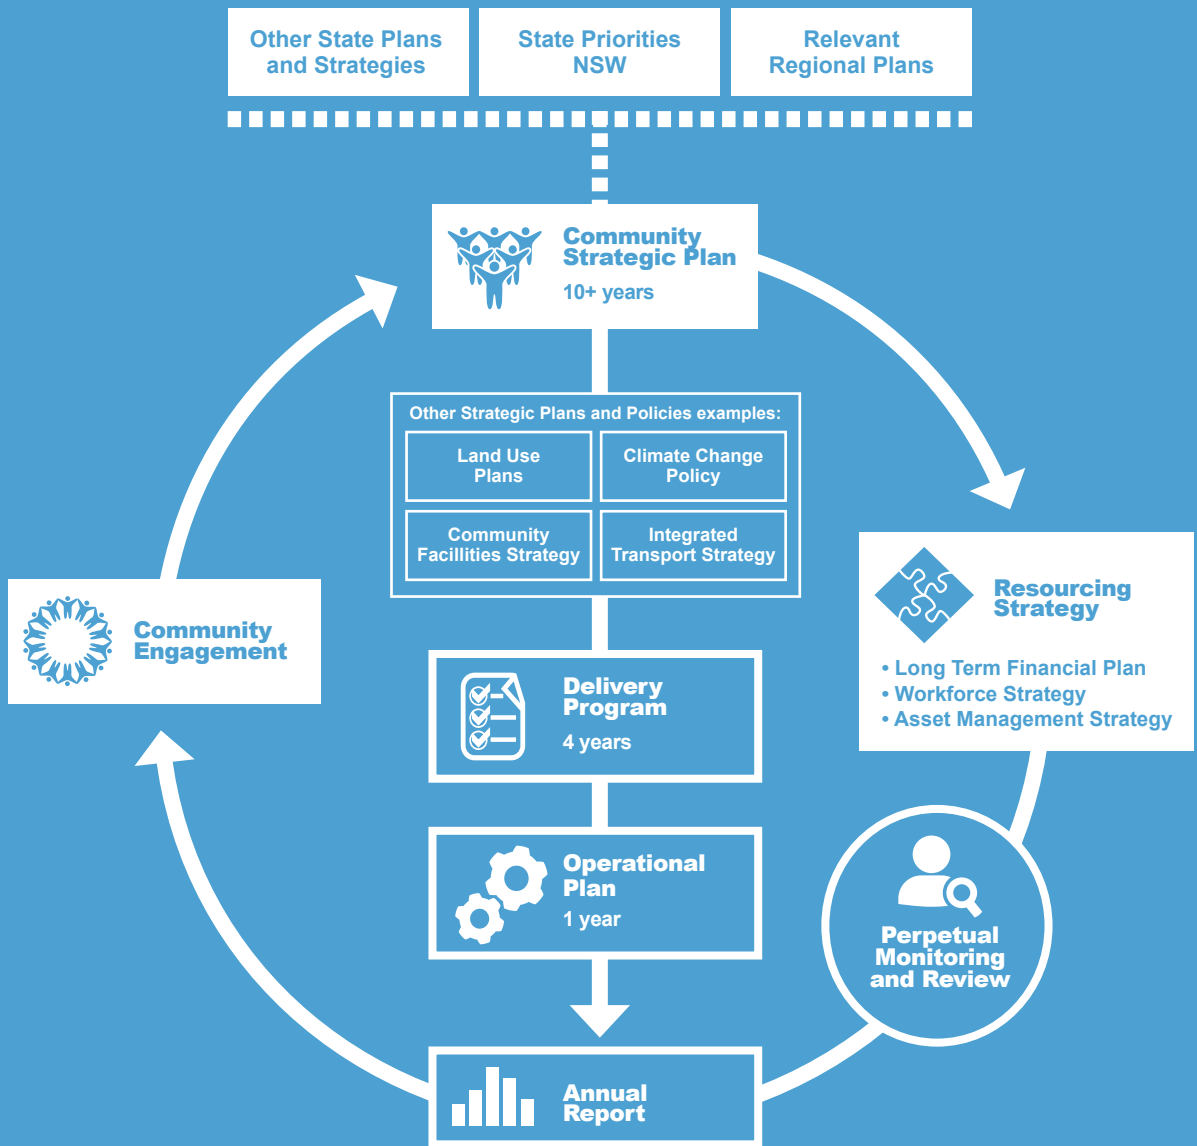 Other State Plans
and Strategies
State Priorities
NSW
Relevant
Regional Plans
Community
Strategic Plan
10+ years
Other Strategic Plans and Policies examples:
Land Use
Plans
Climate Change
Policy
Community
Facillities Strategy
Integrated
Transport Strategy
Community
Engagement
Resourcing
Strategy
• Long Term Financial Plan
• Workforce Strategy
• Asset Management Strategy
Delivery
Program
4 years
Operational
Plan
1 year
Perpetual
Monitoring
and Review
Annual
Report